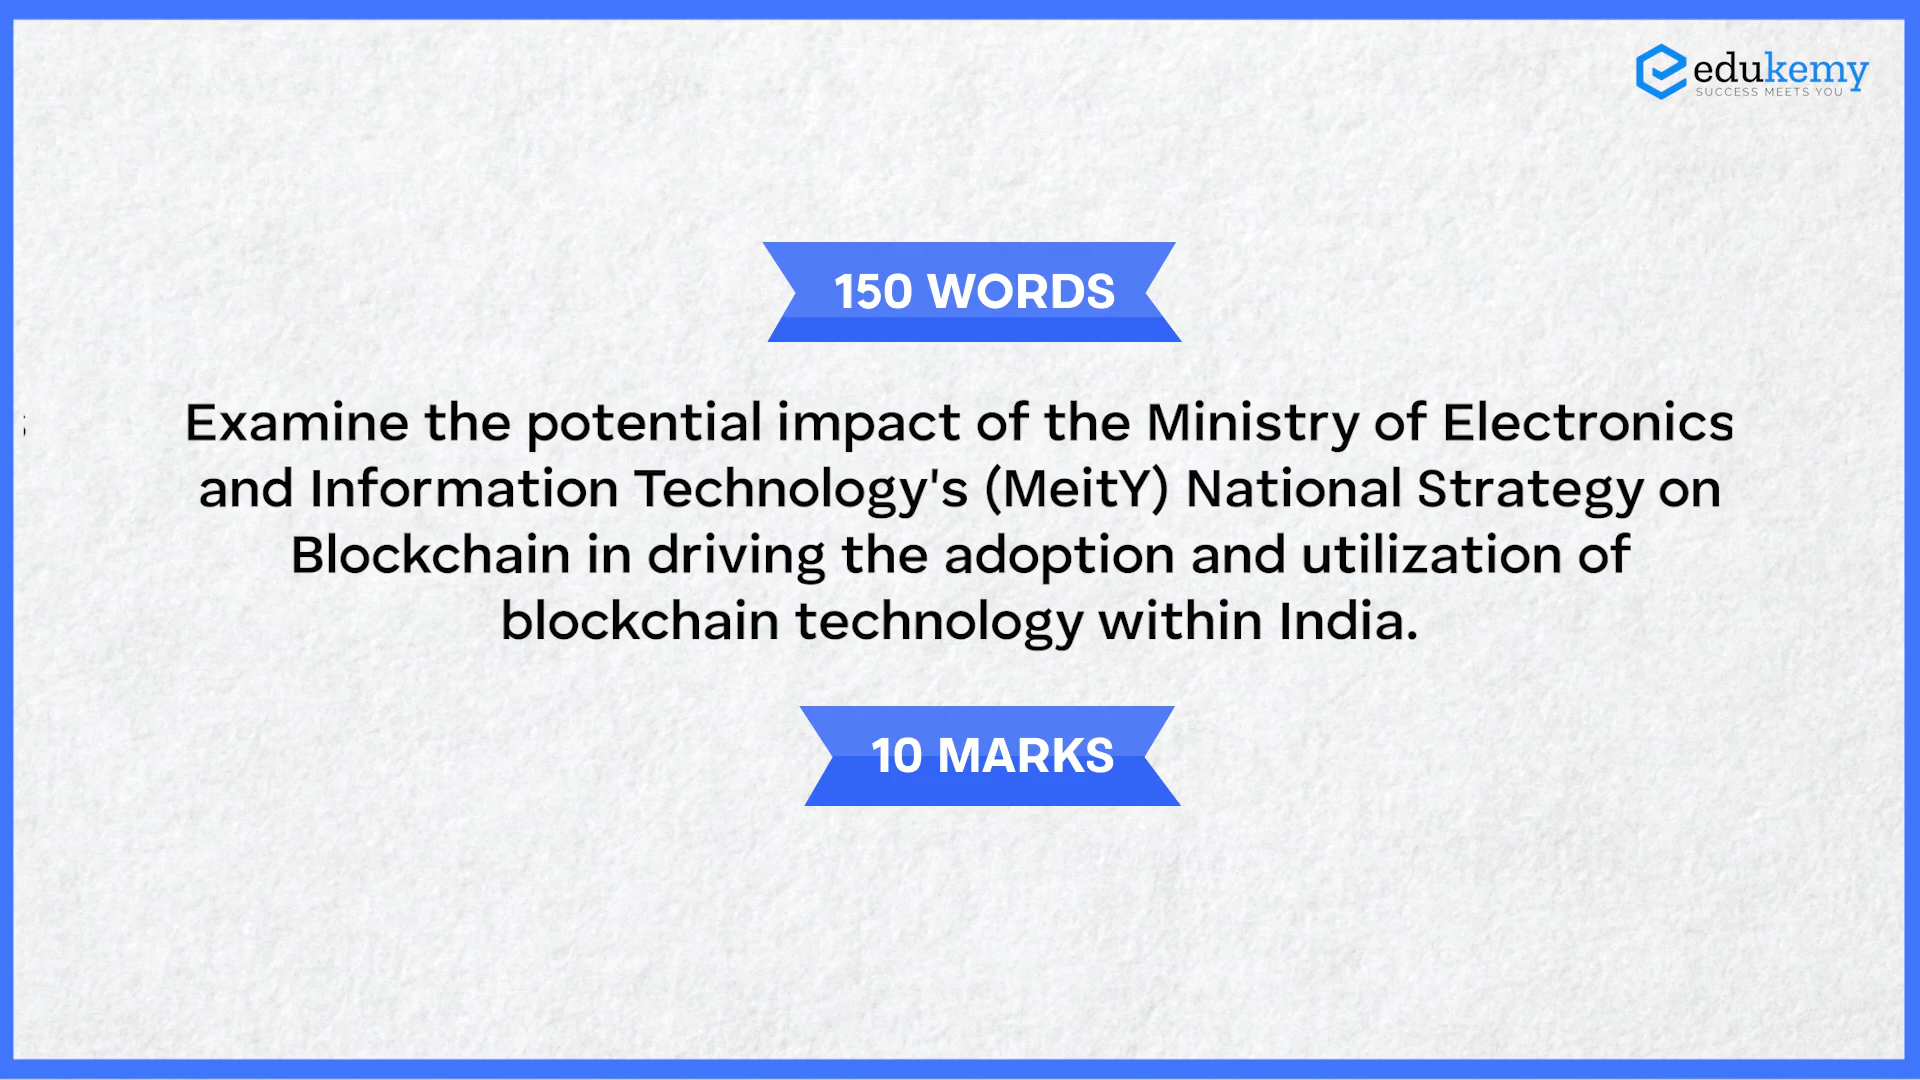 edukemy
SUCCESS MEETS YOU
150 WORDS
Examine the potential impact of the Ministry of Electronics
and Information Technology's (MeitY) National Strategy on
Blockchain in driving the adoption and utilization of
blockchain technology within India.
10 MARKS